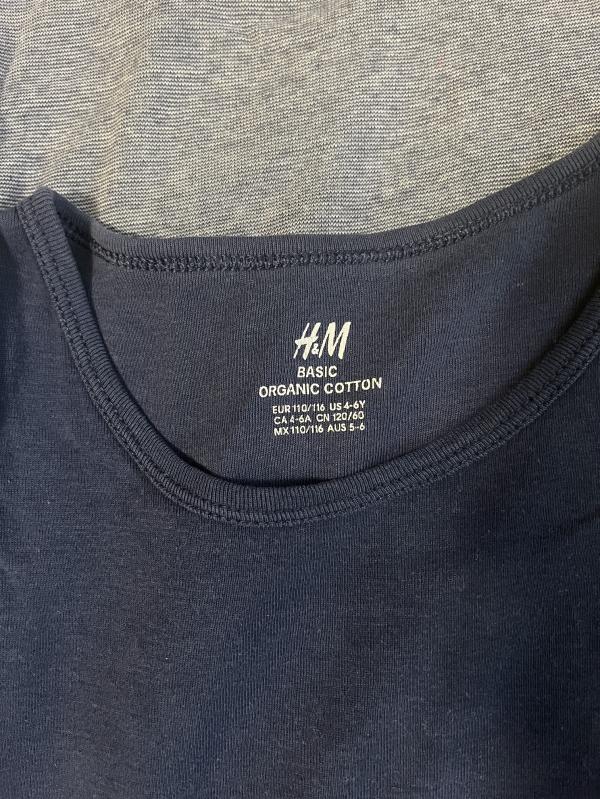 H&M
BASIC
ORGANIC COTTON
EUR 110/116 US 4-6Y
CA 4-6A CN 120/60
MX 110/116 AUS 5-6